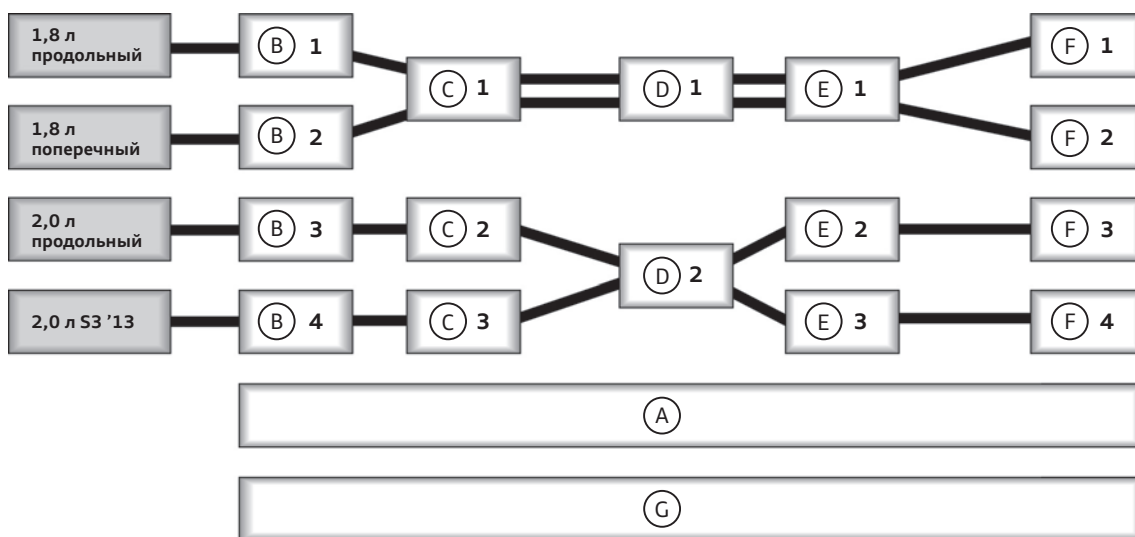 1,8 л
продольный
B 1
C 1
D 1
E 1
F 1
1,8 л
поперечный
B 2
F 2
2,0 л
продольный
B 3
C 2
D 2
E 2
F 3
2,0 л S3 ’13
B 4
C 3
E 3
F 4
A
G